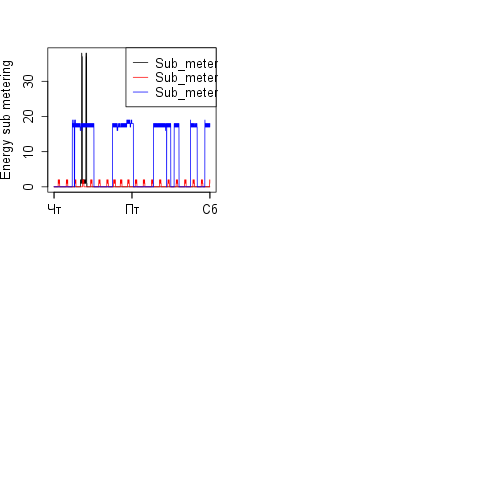 Sub_meter
Sub_meter
Sub_meter
Energy sub metering
30
20
10
0
Чт Пт Сб